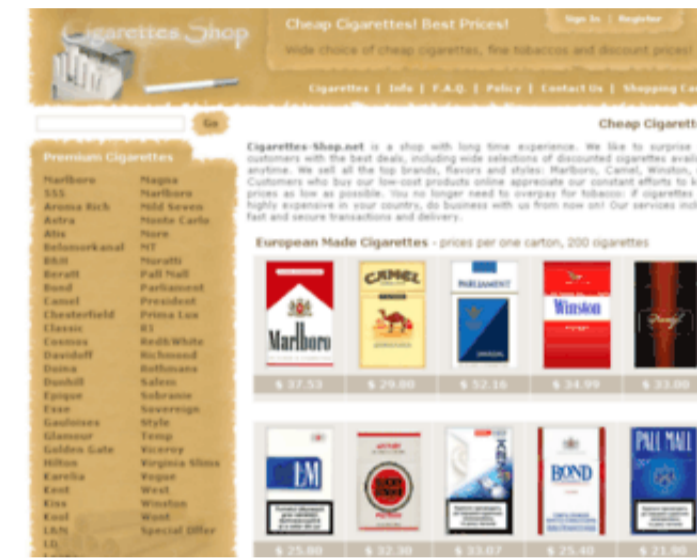 Cigarettes Shop
Cheap Cigarettes! Best Prices!
Sign In | Register
Wide choice of cheap cigarettes, fine tobaccos and discount prices!
Cigarettes | Info | F.A.Q. | Policy | Contact Us | Shopping Ca
Go
Cheap Cigarett
Premium Cigarettes
Cigarettes-Shop.net is a shop with long time experience. We like to surprise
customers with the best deals, including wide selections of discounted cigarettes avai
anytime. We sell all the top brands, flavors and styles: Marlboro, Camel, Winston,
Customers who buy our low-cost products online appreciate our constant efforts to k
prices as low as possible. You no longer need to overpay for tobacco: if cigarettes
highly expensive in your country, do business with us from now on! Our services incl
fast and secure transactions and delivery.
Marlboro
555
Aroma Rich
Astra
Atis
Belomorkanal
B&H
Beratt
Bond
Camel
Chesterfield
Classic
Cosmos
Davidoff
Doina
Dunhill
Epique
Esse
Gauloises
Glamour
Golden Gate
Hilton
Karelia
Kent
Kiss
Kool
L&M
LD
Magna
Marlboro
Mild Seven
Monte Carlo
More
MT
Muratti
Pall Mall
Parliament
President
Prima Lux
R1
Red&White
Richmond
Rothmans
Salem
Sobranie
Sovereign
Style
Temp
Viceroy
Virginia Slims
Vogue
West
Winston
Wont
Special Offer
European Made Cigarettes - prices per one carton, 200 cigarettes
Marlboro
CAMEL
PARLIAMENT
Winston
Davidoff
$ 37.53
$ 29.80
$ 52.16
$ 34.99
$ 33.80
L&M
LUCKY STRIKE
KENT
BOND
PALL MALL
$ 25.90
$ 32.30
$ 33.07
$ 25.40
$ 21.90